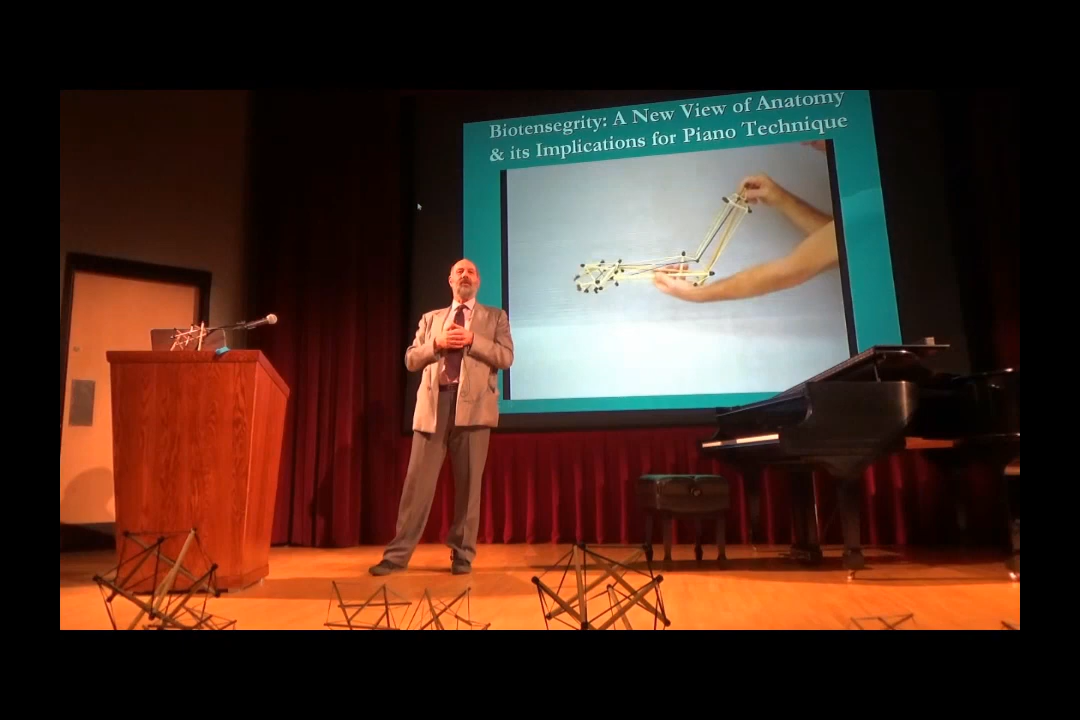 Biotensegrity: A New View of Anatomy
& its Implications for Piano Technique